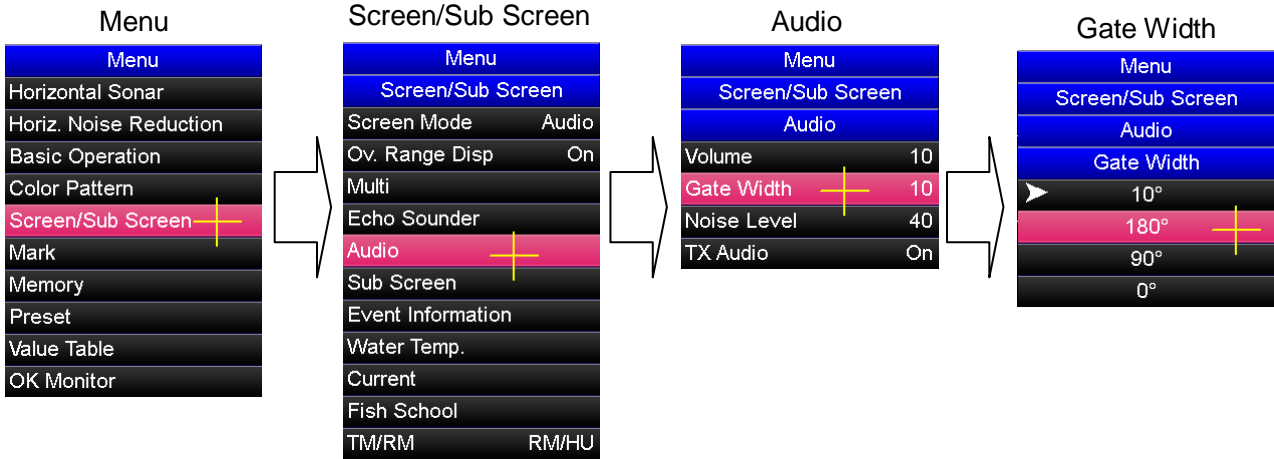 Menu
Menu
Horizontal Sonar
Horiz. Noise Reduction
Basic Operation
Color Pattern
Screen/Sub Screen
Mark
Memory
Preset
Value Table
OK Monitor
Screen/Sub Screen
Menu
Screen/Sub Screen
Screen Mode Audio
Ov. Range Disp On
Multi
Echo Sounder
Audio
Sub Screen
Event Information
Water Temp.
Current
Fish School
TM/RM RM/HU
Audio
Menu
Screen/Sub Screen
Audio
Volume 10
Gate Width 10
Noise Level 40
TX Audio On
Gate Width
Menu
Screen/Sub Screen
Audio
Gate Width
10°
180°
90°
0°